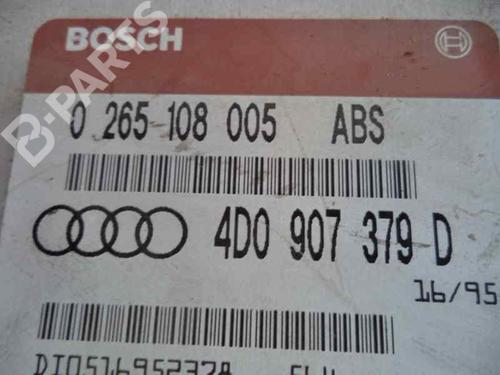 BOSCH
0 265 108 005 ABS
4D0 907 379 D
16/95
B-PARTS